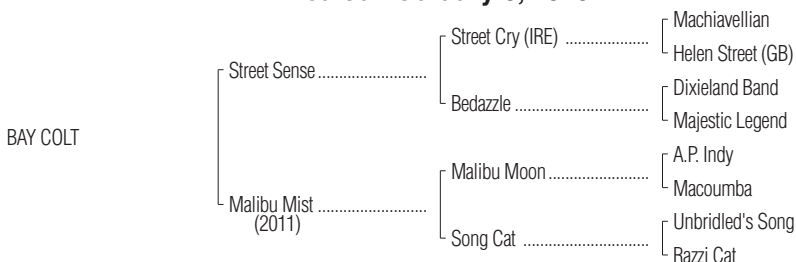 Machiavellian
Street Cry (IRE) ........................
Helen Street (GB)
Street Sense ..............................
Dixieland Band
Bedazzle .....................................
Majestic Legend
BAY COLT
A.P. Indy
Malibu Moon ............................
Macoumba
Malibu Mist ..............................
(2011)
Unbridled's Song
Song Cat ...................................
Razzi Cat